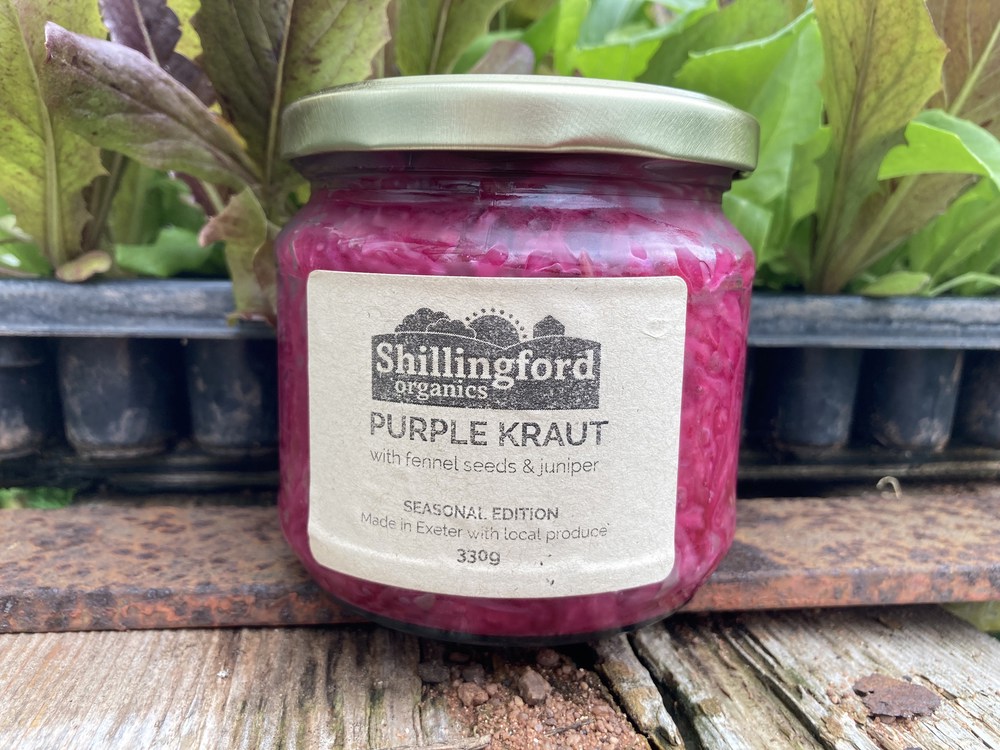 Shillingford
organics
PURPLE KRAUT
with fennel seeds & juniper
SEASONAL EDITION
Made in Exeter with local produce
330g